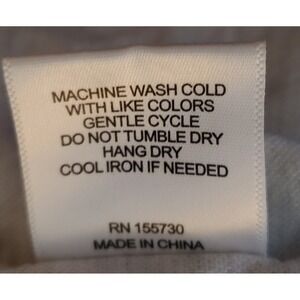 MACHINE WASH COLD
WITH LIKE COLORS
GENTLE CYCLE
DO NOT TUMBLE DRY
HANG DRY
COOL IRON IF NEEDED
RN 155730
MADE IN CHINA